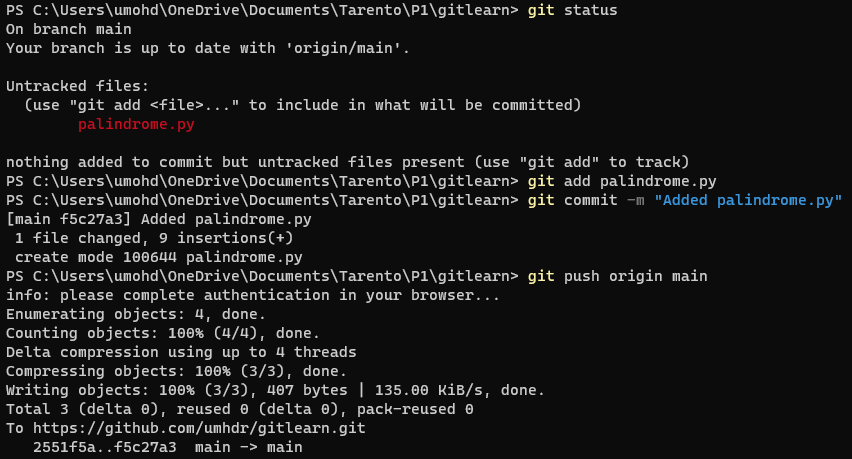 PS C:\Users\umohd\OneDrive\Documents\Tarento\P1\gitlearn> git status
On branch main
Your branch is up to date with 'origin/main'.
Untracked files:
  (use "git add <file>..." to include in what will be committed)
        palindrome.py
nothing added to commit but untracked files present (use "git add" to track)
PS C:\Users\umohd\OneDrive\Documents\Tarento\P1\gitlearn> git add palindrome.py
PS C:\Users\umohd\OneDrive\Documents\Tarento\P1\gitlearn> git commit -m "Added palindrome.py"
[main f5c27a3] Added palindrome.py
 1 file changed, 9 insertions(+)
 create mode 100644 palindrome.py
PS C:\Users\umohd\OneDrive\Documents\Tarento\P1\gitlearn> git push origin main
info: please complete authentication in your browser...
Enumerating objects: 4, done.
Counting objects: 100% (4/4), done.
Delta compression using up to 4 threads
Compressing objects: 100% (3/3), done.
Writing objects: 100% (3/3), 407 bytes | 135.00 KiB/s, done.
Total 3 (delta 0), reused 0 (delta 0), pack-reused 0
To https://github.com/umhdr/gitlearn.git
   2551f5a..f5c27a3  main -> main